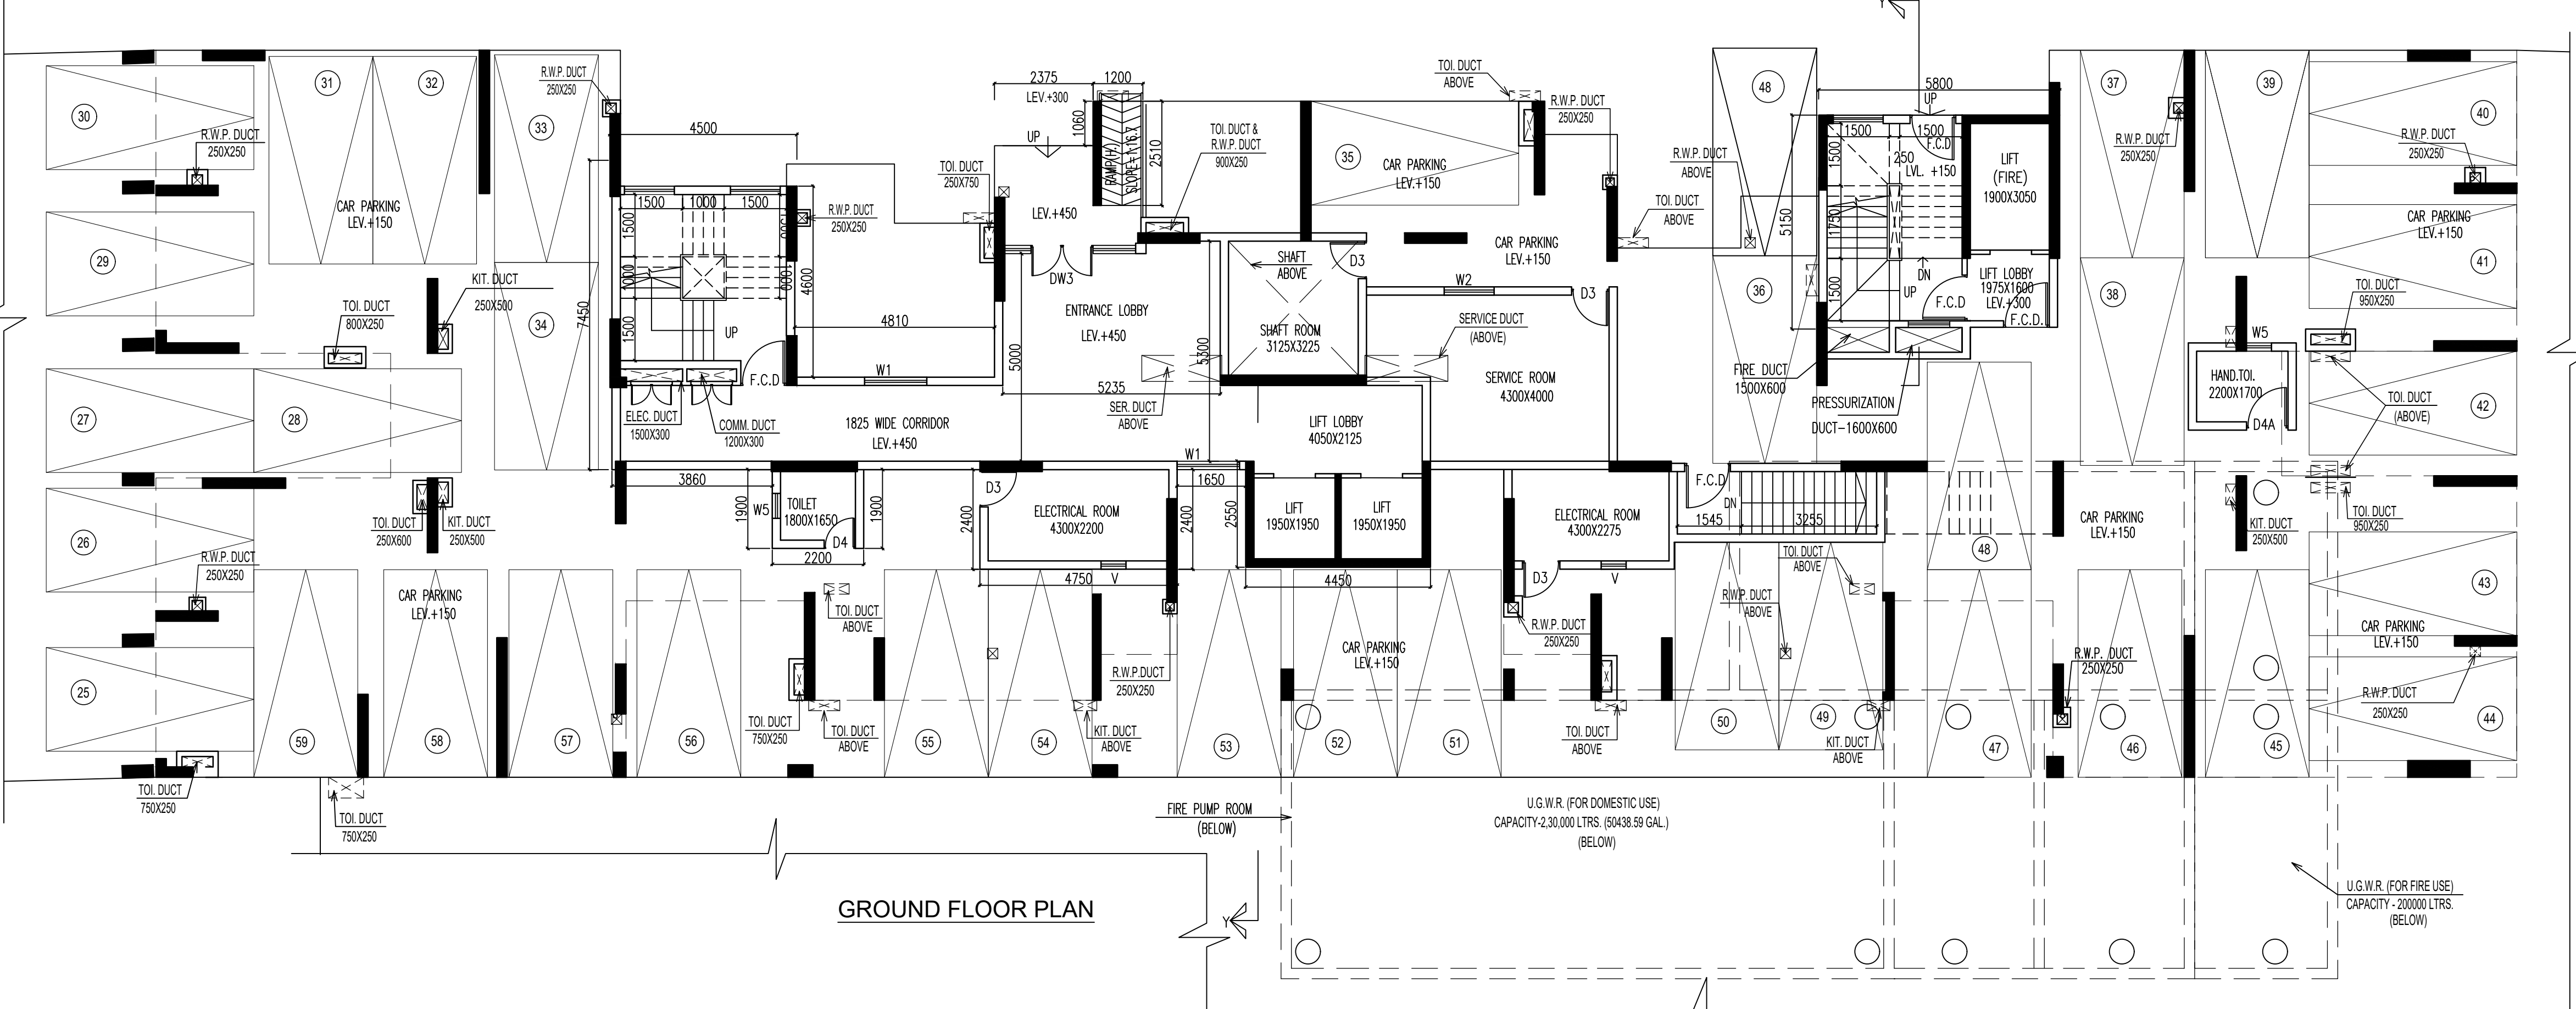 Y
30
31
32
33
R.W.P. DUCT
250X250
2375
1200
LEV.+300
TOI. DUCT
ABOVE
48
5800
UP
37
39
40
R.W.P. DUCT
250X250
4500
1060
UP
RAMP(H.)
SLOPE=1:16.7
2510
TOI. DUCT &
R.W.P. DUCT
900X250
R.W.P. DUCT
250X250
35
CAR PARKING
LEV.+150
R.W.P. DUCT
ABOVE
1500
1500
F.C.D
250
LVL. +150
1500
LIFT
(FIRE)
1900X3050
R.W.P. DUCT
250X250
R.W.P. DUCT
250X250
CAR PARKING
LEV.+150
TOI. DUCT
250X750
1500
1000
1500
R.W.P. DUCT
250X250
LEV.+450
TOI. DUCT
ABOVE
5150
1750
CAR PARKING
LEV.+150
29
KIT. DUCT
250X500
1500
1000
1500
1000
4600
DW3
SHAFT
ABOVE
D3
CAR PARKING
LEV.+150
W2
D3
36
DN
UP
1500
LIFT LOBBY
1975X1600
LEV.+300
F.C.D
F.C.D.
38
41
TOI. DUCT
950X250
TOI. DUCT
800X250
34
7450
1500
UP
4810
ENTRANCE LOBBY
LEV.+450
SHAFT ROOM
3125X3225
SERVICE DUCT
(ABOVE)
W5
5000
5300
W1
F.C.D
5235
SERVICE ROOM
4300X4000
FIRE DUCT
1500X600
HAND.TOI.
2200X1700
27
28
ELEC. DUCT
1500X300
COMM. DUCT
1200X300
1825 WIDE CORRIDOR
LEV.+450
SER. DUCT
ABOVE
LIFT LOBBY
4050X2125
PRESSURIZATION
DUCT-1600X600
D4A
TOI. DUCT
(ABOVE)
42
W1
3860
1650
F.C.D
DN
26
TOI. DUCT
250X600
KIT. DUCT
250X500
1900
W5
TOILET
1800X1650
D4
1900
2200
2400
D3
ELECTRICAL ROOM
4300X2200
2400
2550
LIFT
1950X1950
LIFT
1950X1950
ELECTRICAL ROOM
4300X2275
1545
3255
CAR PARKING
LEV.+150
KIT. DUCT
250X500
TOI. DUCT
950X250
R.W.P. DUCT
250X250
4750
V
4450
D3
V
TOI. DUCT
ABOVE
48
43
CAR PARKING
LEV.+150
TOI. DUCT
ABOVE
R.W.P. DUCT
ABOVE
R.W.P. DUCT
250X250
CAR PARKING
LEV.+150
CAR PARKING
LEV.+150
25
R.W.P.DUCT
250X250
R.W.P. DUCT
250X250
R.W.P. DUCT
250X250
59
58
57
56
TOI. DUCT
750X250
TOI. DUCT
ABOVE
55
54
KIT. DUCT
ABOVE
53
52
51
TOI. DUCT
ABOVE
50
49
KIT. DUCT
ABOVE
47
46
45
44
TOI. DUCT
750X250
TOI. DUCT
750X250
FIRE PUMP ROOM
(BELOW)
U.G.W.R. (FOR DOMESTIC USE)
CAPACITY-2,30,000 LTRS. (50438.59 GAL.)
(BELOW)
U.G.W.R. (FOR FIRE USE)
CAPACITY - 200000 LTRS.
(BELOW)
GROUND FLOOR PLAN
Y